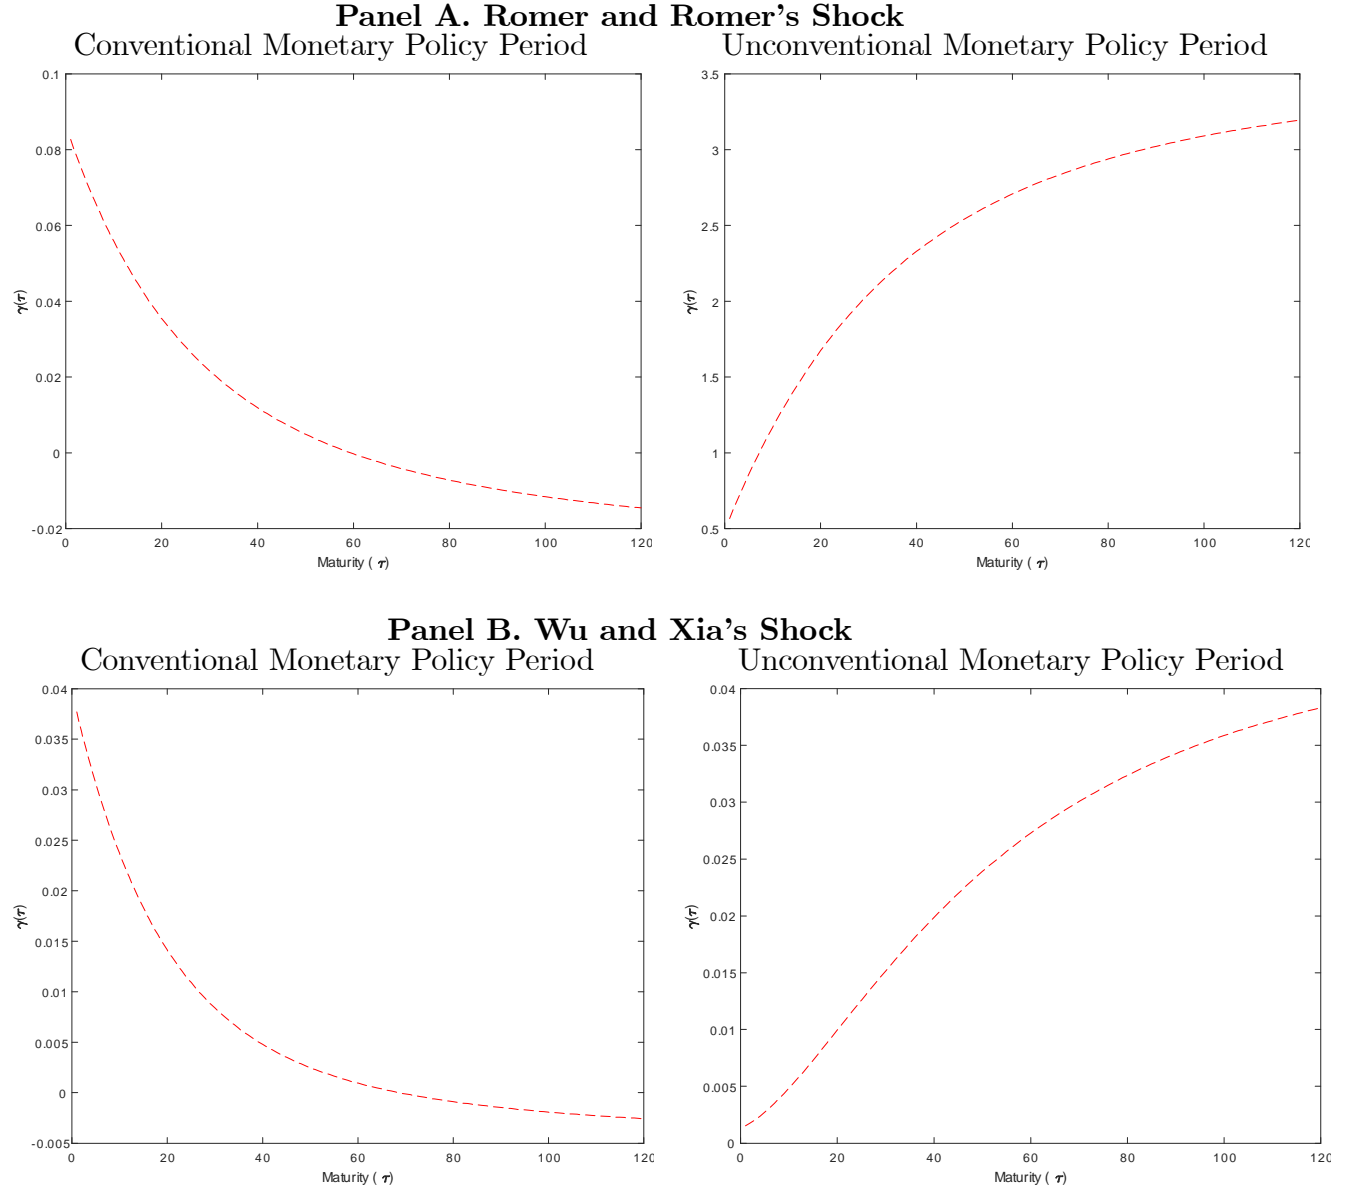 Panel A. Romer and Romer's Shock
Conventional Monetary Policy Period
Unconventional Monetary Policy Period
0.1
0.08
0.06
0.04
0.02
0
-0.02
γ(τ)
0 20 40 60 80 100 120
Maturity ( τ)
3.5
3
2.5
2
1.5
1
0.5
γ(τ)
0 20 40 60 80 100 120
Maturity ( τ)
Panel B. Wu and Xia's Shock
Conventional Monetary Policy Period
Unconventional Monetary Policy Period
0.04
0.035
0.03
0.025
0.02
0.015
0.01
0.005
0
-0.005
γ(τ)
0 20 40 60 80 100 120
Maturity ( τ)
0.04
0.035
0.03
0.025
0.02
0.015
0.01
0.005
0
γ(τ)
0 20 40 60 80 100 120
Maturity ( τ)